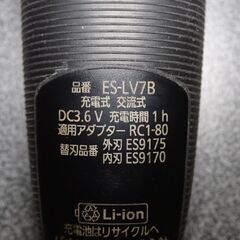 品番 ES-LV7B
充電式 交流式
DC3.6 V 充電時間 1 h
適用アダプター RC1-80
替刃品番 外刃 ES9175
内刃 ES9170
Li-ion
充電池はリサイクルへ